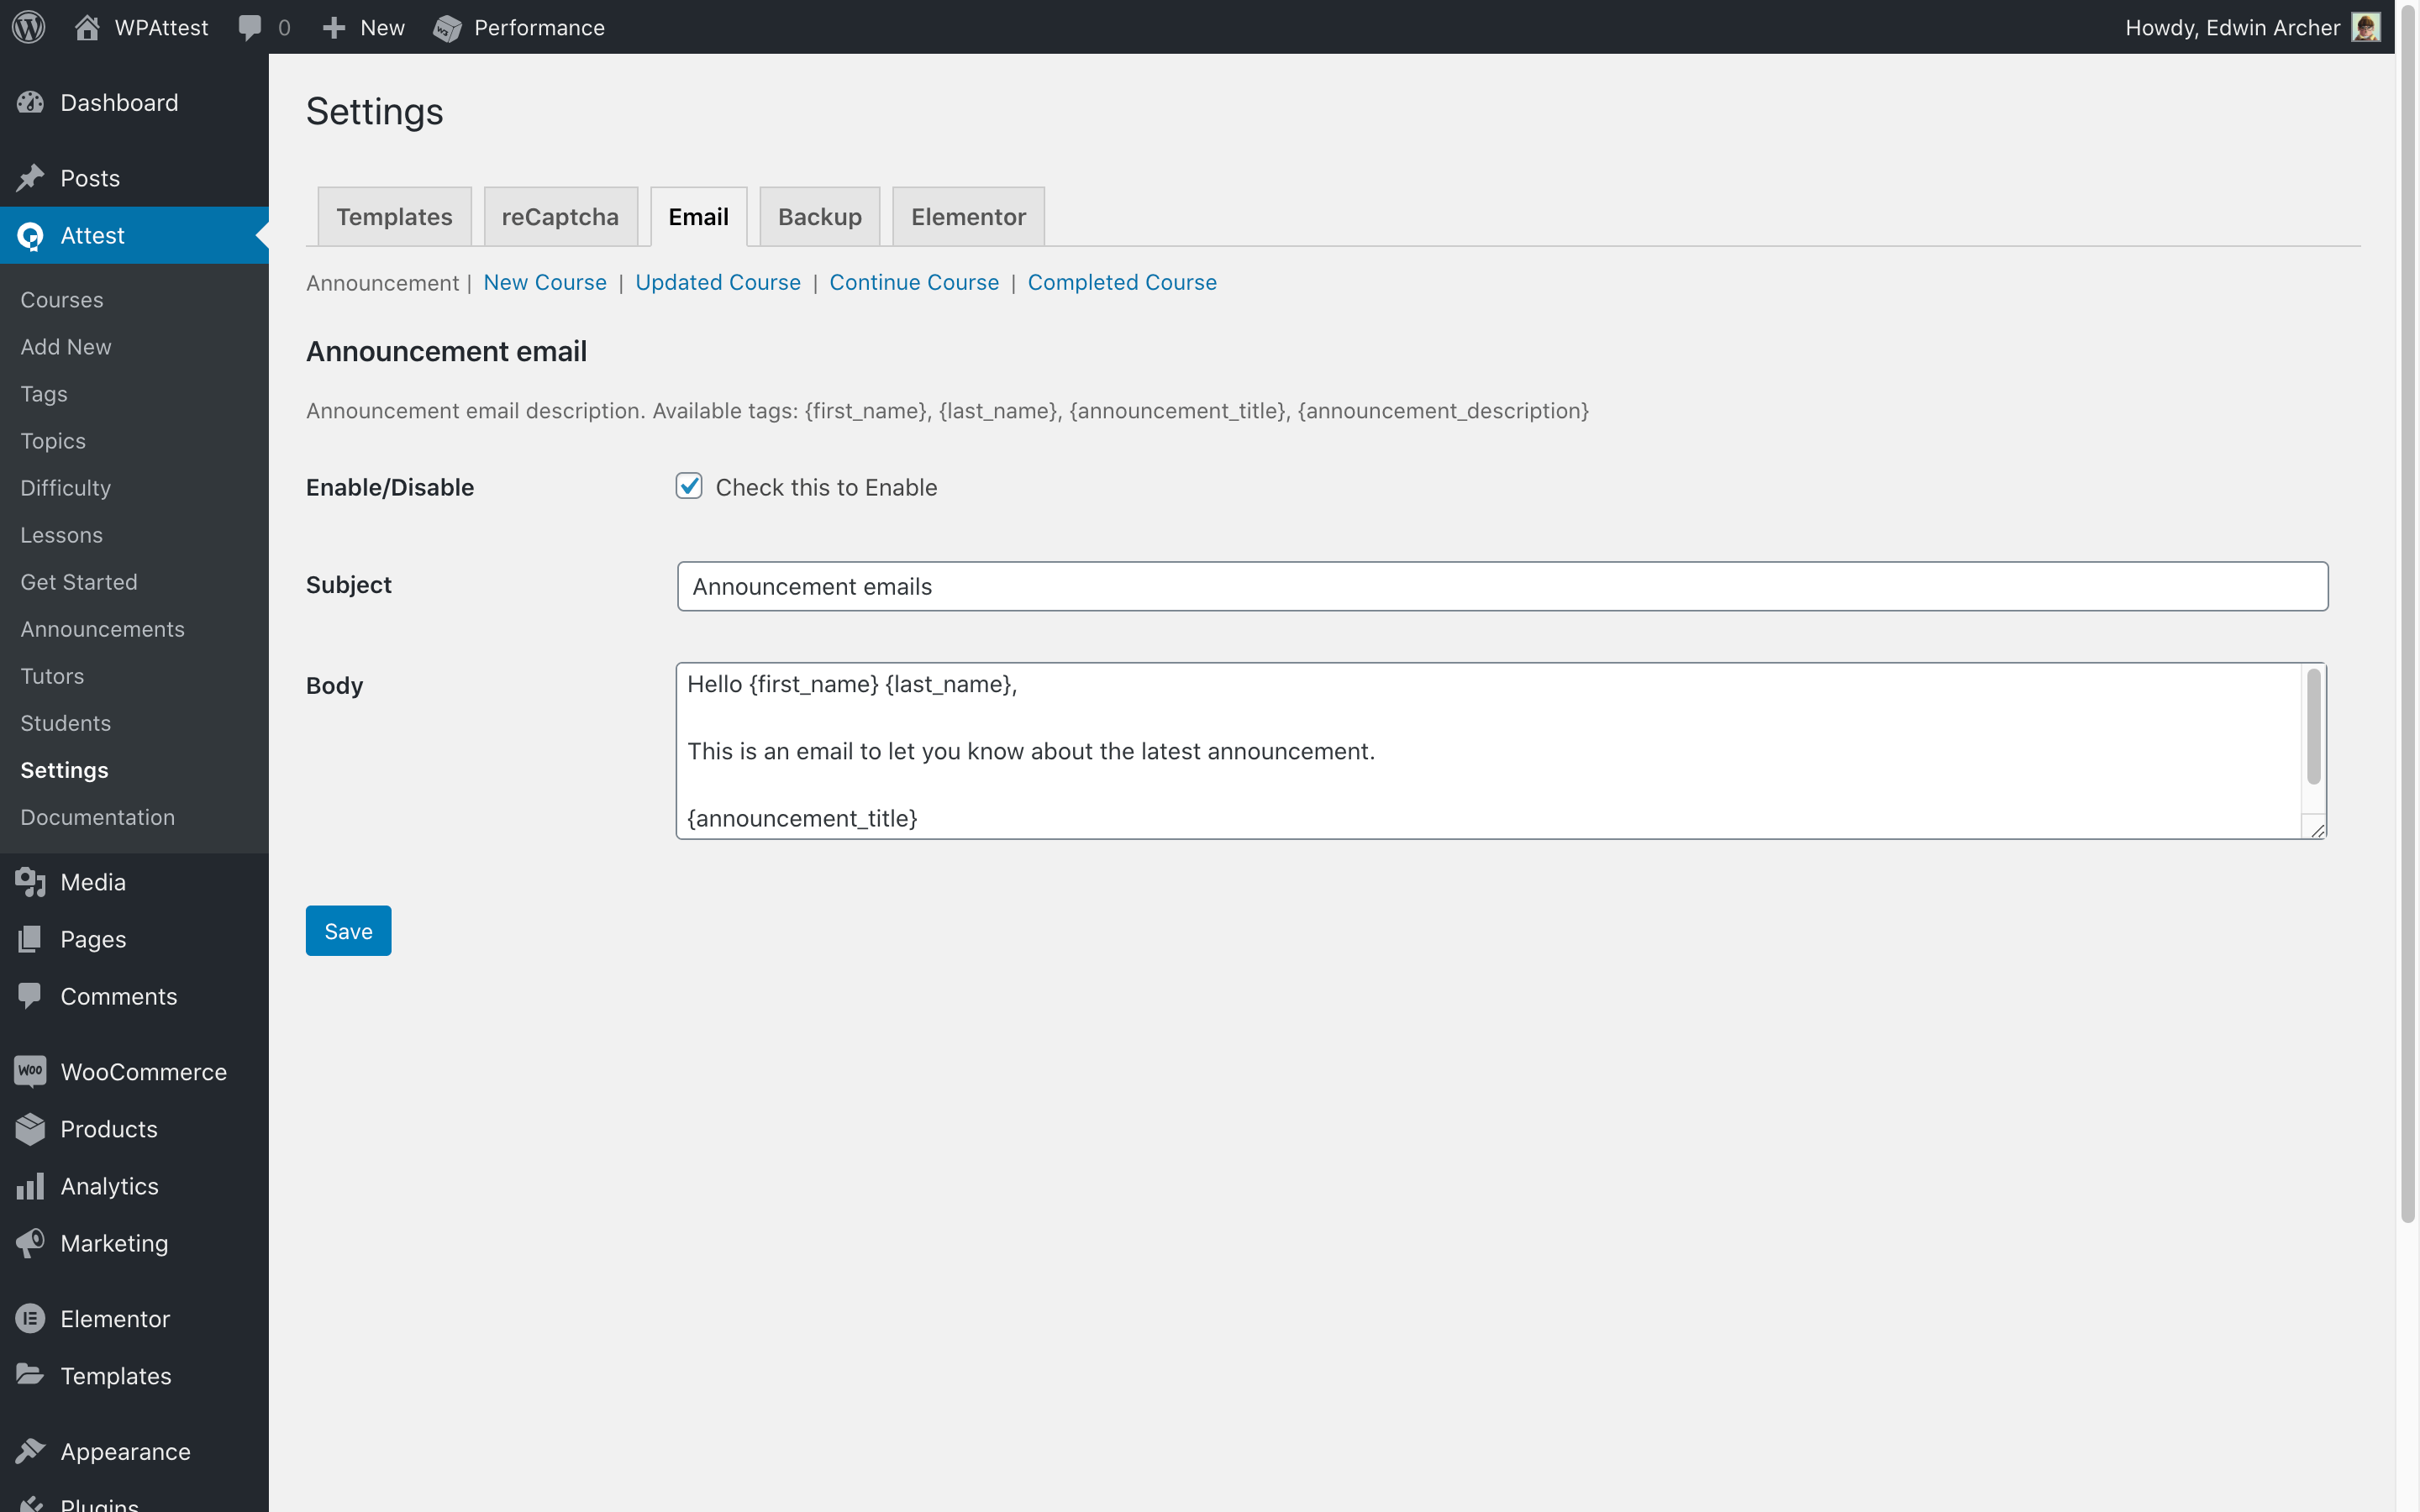 WPAttest 0 New Performance Howdy, Edwin Archer
Dashboard
Posts
Attest
Courses
Add New
Tags
Topics
Difficulty
Lessons
Get Started
Announcements
Tutors
Students
Settings
Documentation
Media
Pages
Comments
WooCommerce
Products
Analytics
Marketing
Elementor
Templates
Appearance
Plugins
Settings
Templates reCaptcha Email Backup Elementor
Announcement | New Course | Updated Course | Continue Course | Completed Course
Announcement email
Announcement email description. Available tags: {first_name}, {last_name}, {announcement_title}, {announcement_description}
Enable/Disable Check this to Enable
Subject Announcement emails
Body
Hello {first_name} {last_name},
This is an email to let you know about the latest announcement.
{announcement_title}
Save